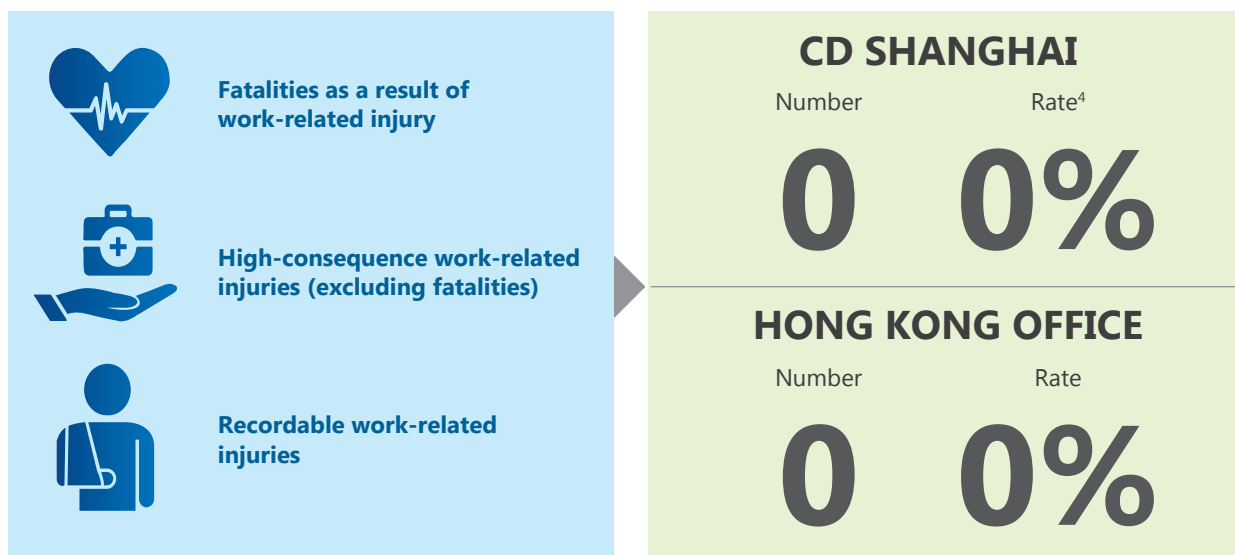 Fatalities as a result of
work-related injury
High-consequence work-related
injuries (excluding fatalities)
Recordable work-related
injuries
CD SHANGHAI
Number Rate⁴
0 0%
HONG KONG OFFICE
Number Rate
0 0%